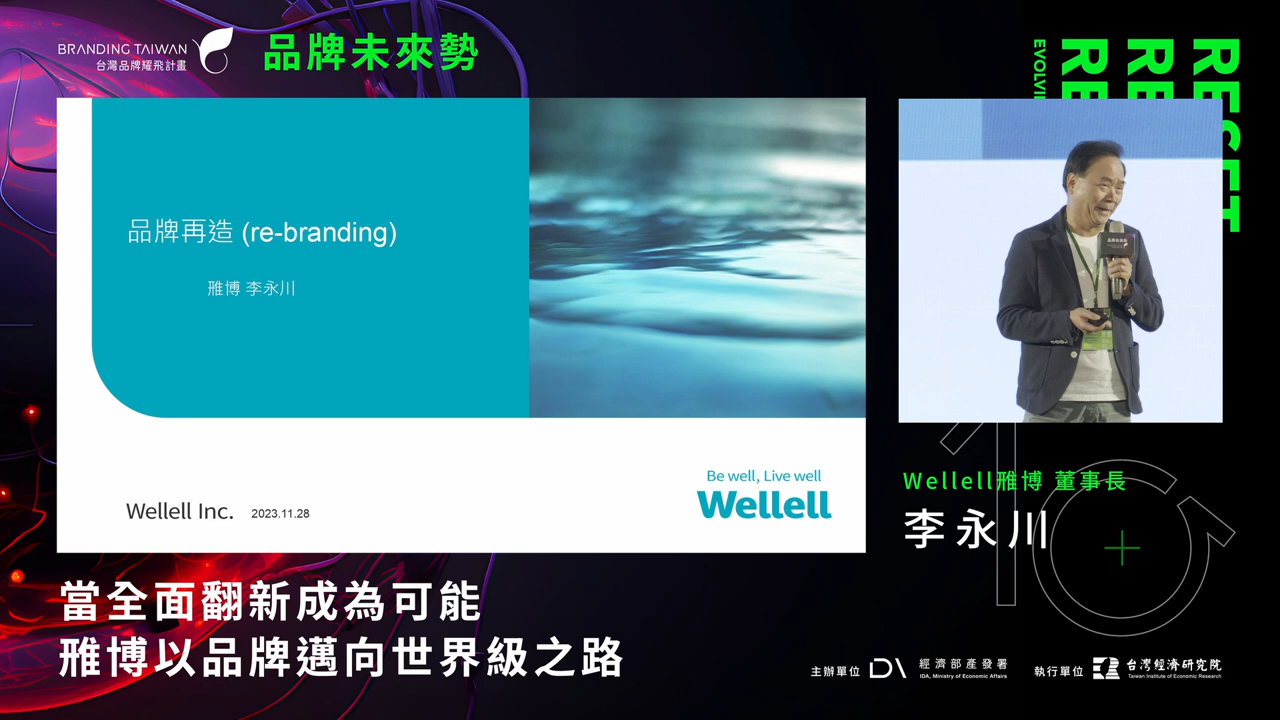 BRANDING TAIWAN
台灣品牌耀飛計畫
品牌未來勢
品牌再造 (re-branding)
雅博 李永川
Wellell Inc. 2023.11.28
Be well, Live well
Wellell
Wellell雅博 董事長
李永川
當全面翻新成為可能
雅博以品牌邁向世界級之路
主辦單位
經濟部產發署
IDA, Ministry of Economic Affairs
執行單位
台灣經濟研究院
Taiwan Institute of Economic Research